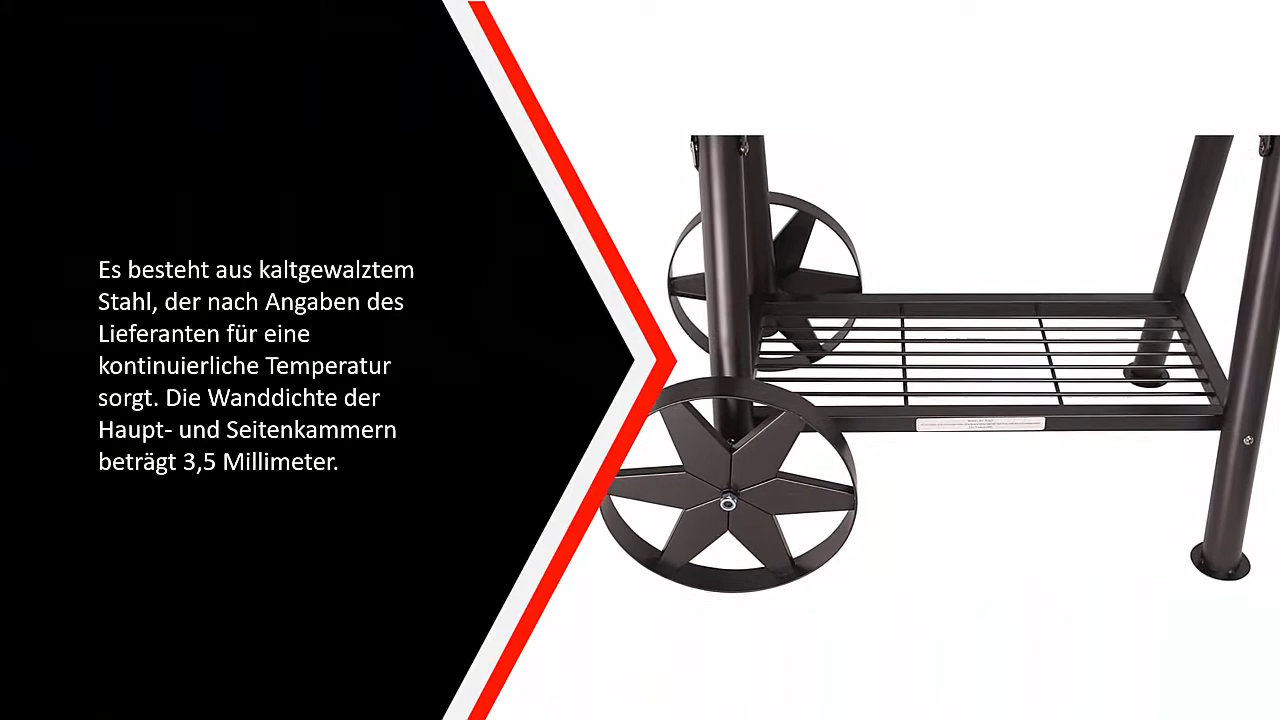 Es besteht aus kaltgewalztem
Stahl, der nach Angaben des
Lieferanten für eine
kontinuierliche Temperatur
sorgt. Die Wanddichte der
Haupt- und Seitenkammern
beträgt 3,5 Millimeter.